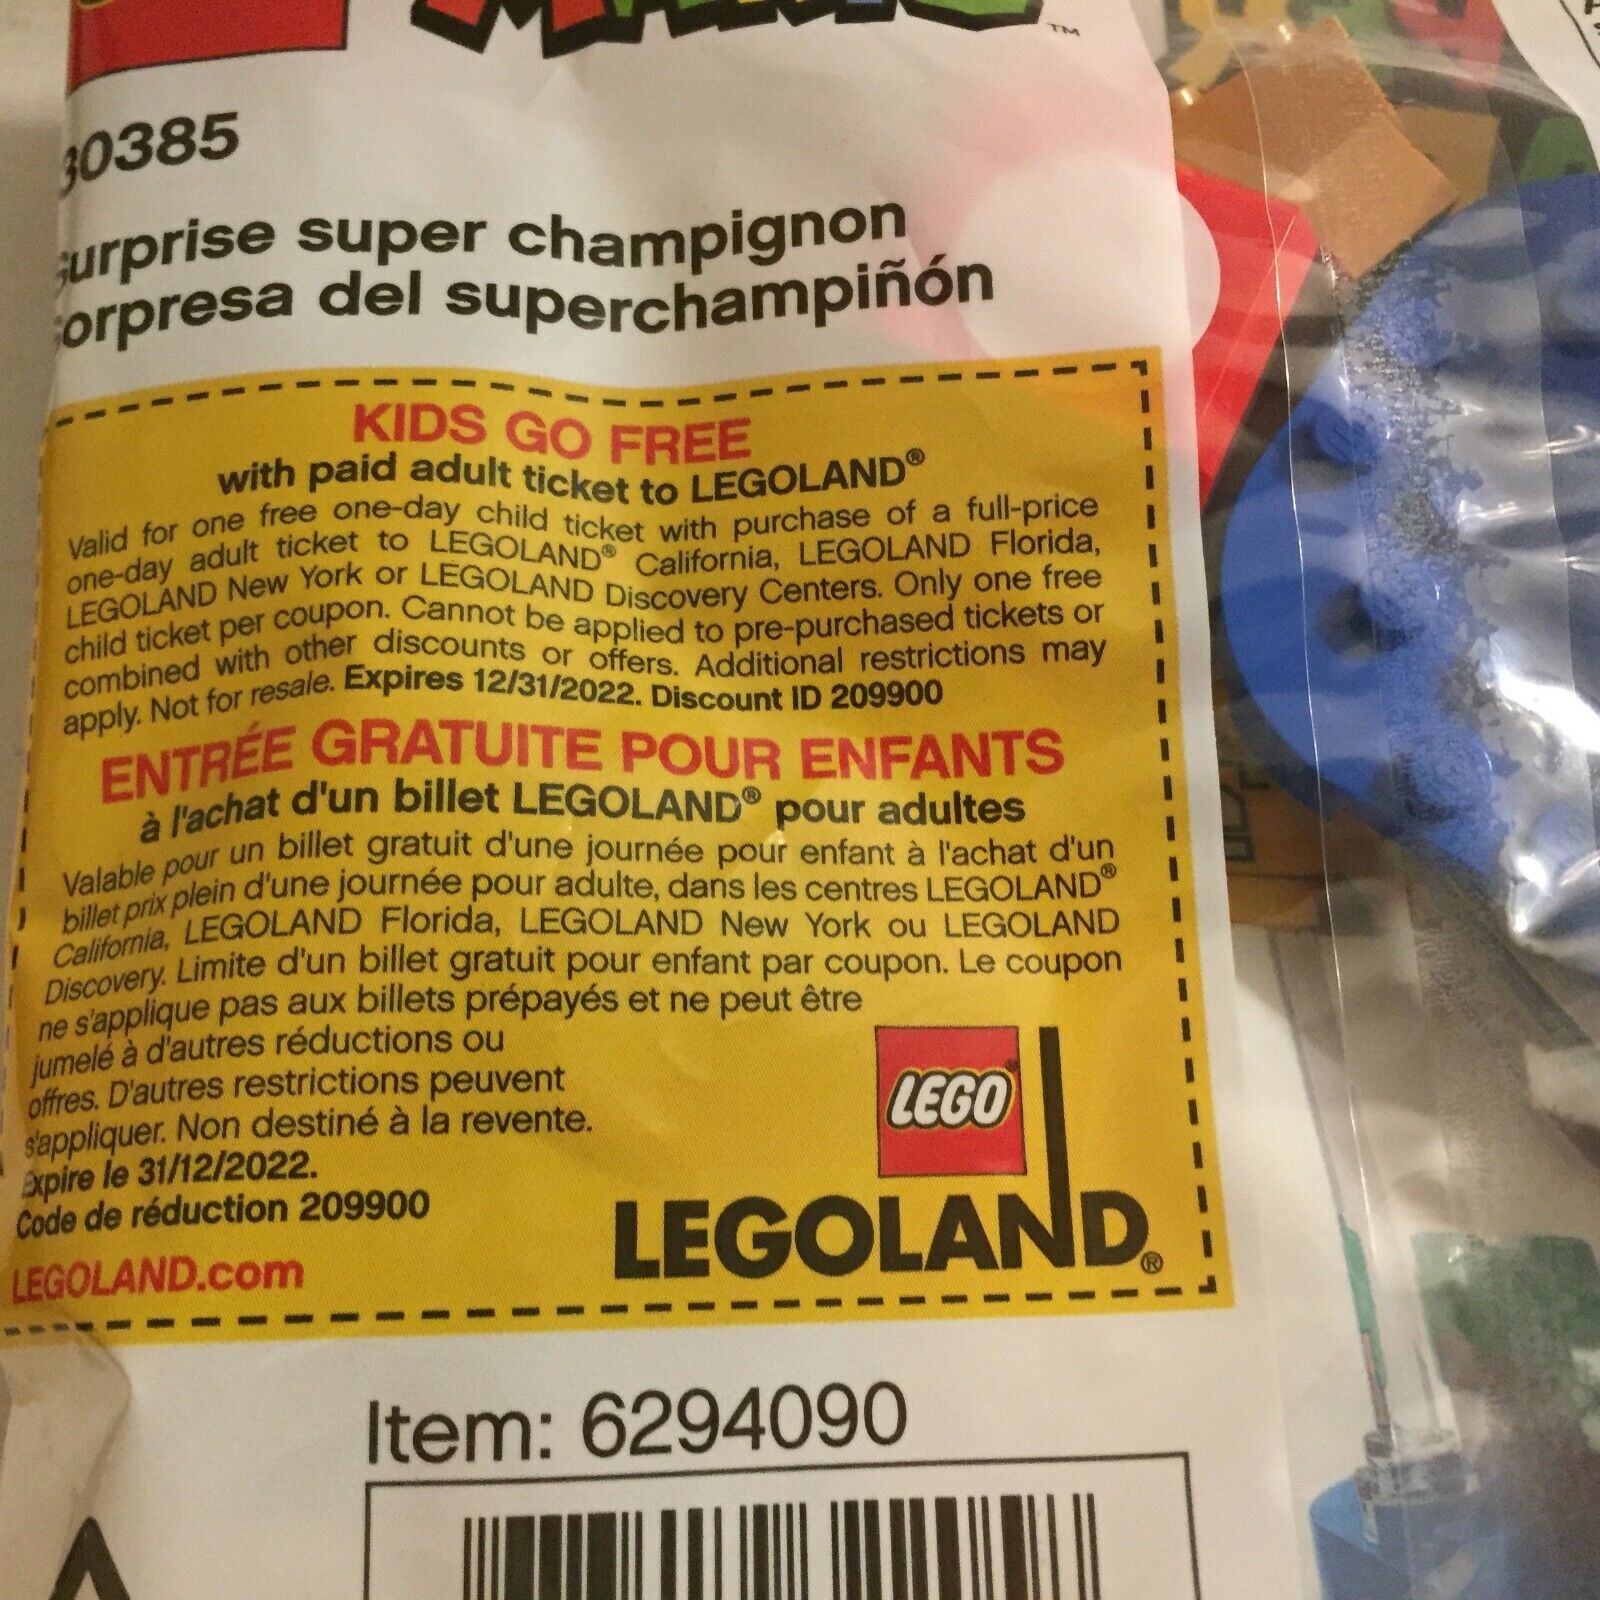 TM
30385
surprise super champignon
sorpresa del superchampiñón
KIDS GO FREE
with paid adult ticket to LEGOLAND®
Valid for one free one-day child ticket with purchase of a full-price
one-day adult ticket to LEGOLAND® California, LEGOLAND Florida,
LEGOLAND New York or LEGOLAND Discovery Centers. Only one free
child ticket per coupon. Cannot be applied to pre-purchased tickets or
combined with other discounts or offers. Additional restrictions may
apply. Not for resale. Expires 12/31/2022. Discount ID 209900
ENTRÉE GRATUITE POUR ENFANTS
à l'achat d'un billet LEGOLAND® pour adultes
Valable pour un billet gratuit d'une journée pour enfant à l'achat d'un
billet prix plein d'une journée pour adulte, dans les centres LEGOLAND®
California, LEGOLAND Florida, LEGOLAND New York ou LEGOLAND
Discovery. Limite d'un billet gratuit pour enfant par coupon. Le coupon
ne s'applique pas aux billets prépayés et ne peut être
jumelé à d'autres réductions ou
offres. D'autres restrictions peuvent
s'appliquer. Non destiné à la revente.
Expire le 31/12/2022.
Code de réduction 209900
LEGOLAND.com
LEGO®
LEGOLAND®
Item: 6294090